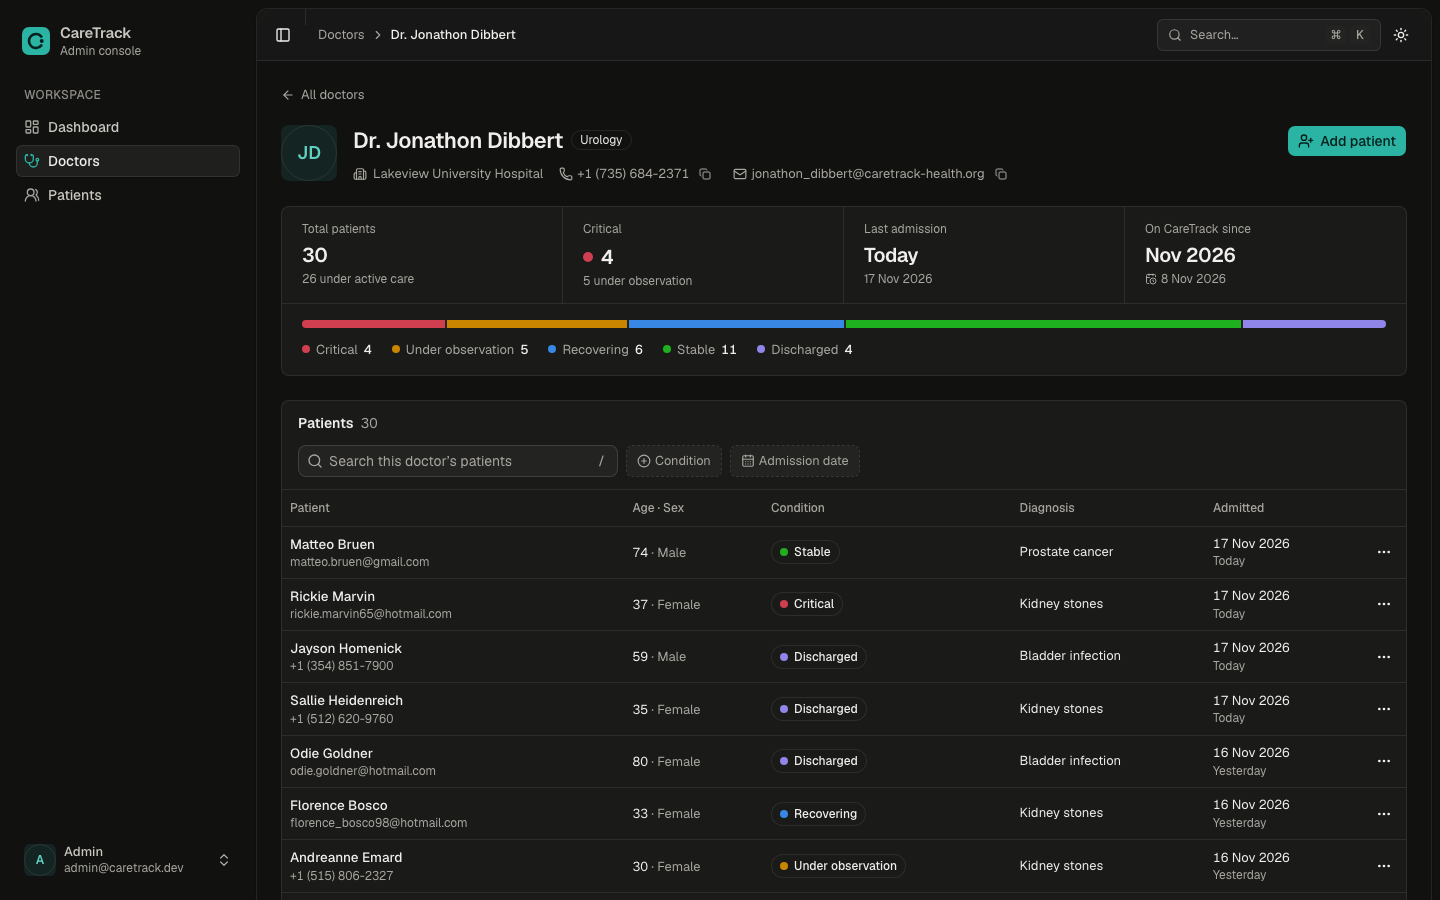 CareTrack
Admin console
WORKSPACE
Dashboard
Doctors
Patients
A
Admin
admin@caretrack.dev
Doctors > Dr. Jonathon Dibbert
Search... ⌘ K
All doctors
JD
Dr. Jonathon Dibbert Urology
Lakeview University Hospital +1 (735) 684-2371 jonathon_dibbert@caretrack-health.org
Add patient
Total patients
30
26 under active care
Critical
4
5 under observation
Last admission
Today
17 Nov 2026
On CareTrack since
Nov 2026
8 Nov 2026
Critical 4 Under observation 5 Recovering 6 Stable 11 Discharged 4
Patients 30
Search this doctor's patients / Condition Admission date
Patient Age · Sex Condition Diagnosis Admitted
Matteo Bruen 74 · Male Stable Prostate cancer 17 Nov 2026
matteo.bruen@gmail.com Today
Rickie Marvin 37 · Female Critical Kidney stones 17 Nov 2026
rickie.marvin65@hotmail.com Today
Jayson Homenick 59 · Male Discharged Bladder infection 17 Nov 2026
+1 (354) 851-7900 Today
Sallie Heidenreich 35 · Female Discharged Kidney stones 17 Nov 2026
+1 (512) 620-9760 Today
Odie Goldner 80 · Female Discharged Bladder infection 16 Nov 2026
odie.goldner@hotmail.com Yesterday
Florence Bosco 33 · Female Recovering Kidney stones 16 Nov 2026
florence_bosco98@hotmail.com Yesterday
Andreanne Emard 30 · Female Under observation Kidney stones 16 Nov 2026
+1 (515) 806-2327 Yesterday